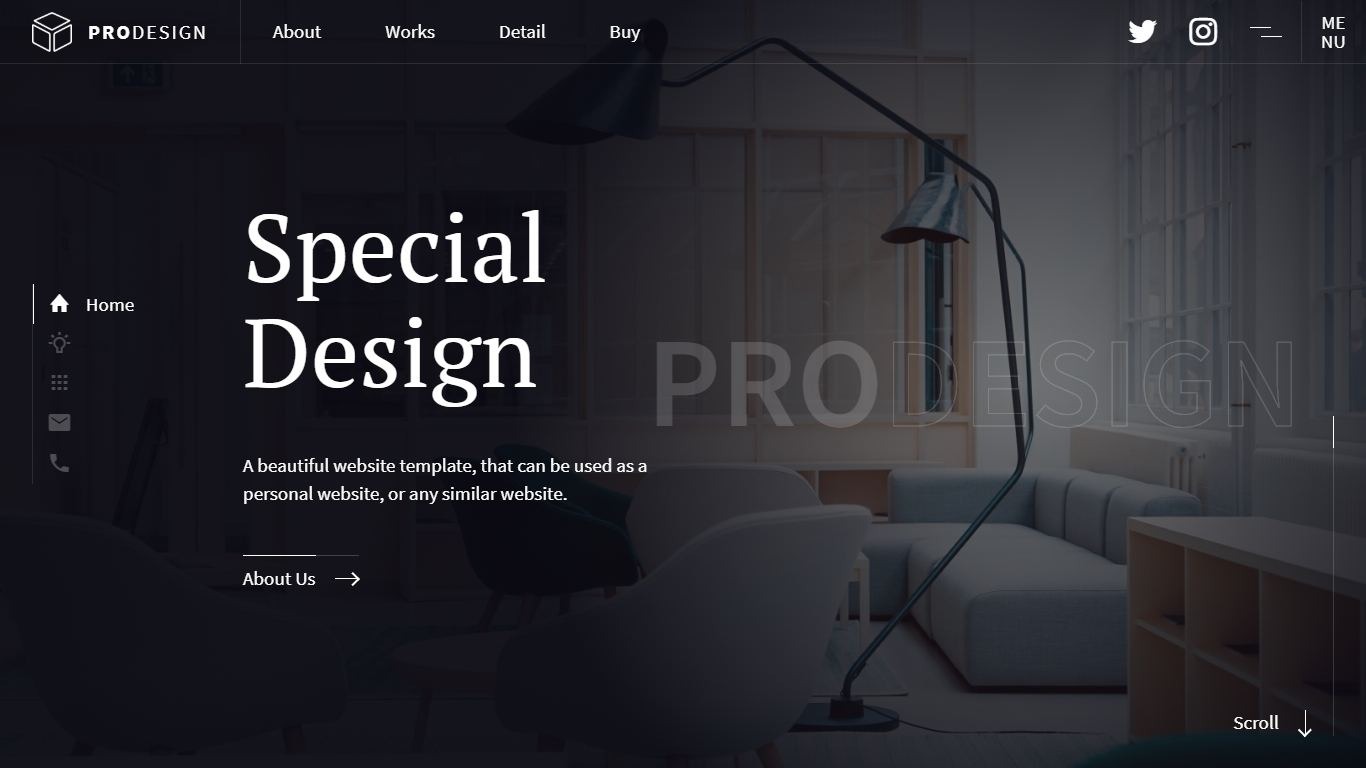 PRODESIGN
About
Works
Detail
Buy
ME
NU
Special
Design
Home
PRODESIGN
A beautiful website template, that can be used as a
personal website, or any similar website.
About Us
Scroll